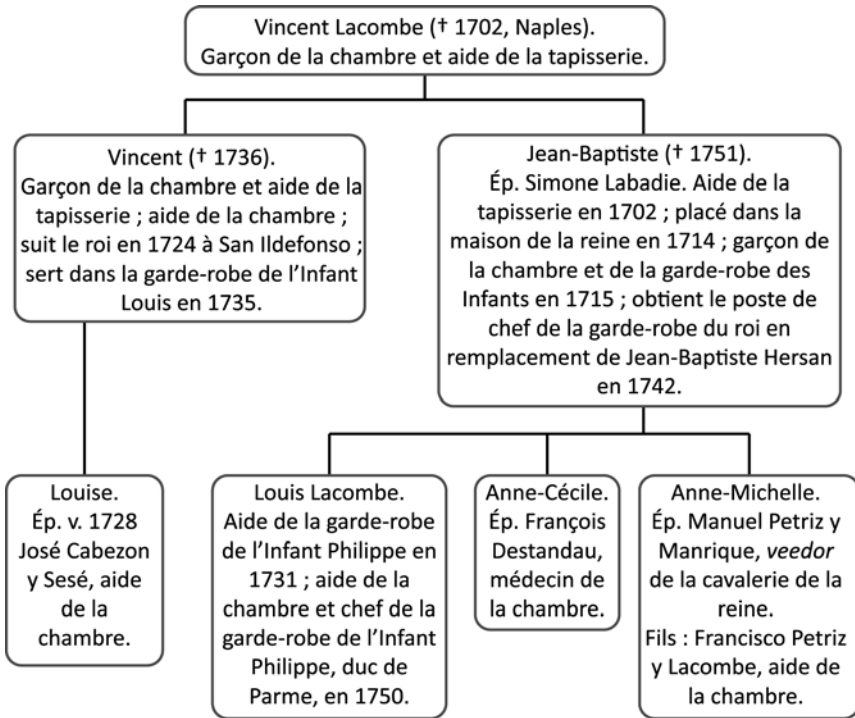 Vincent Lacombe († 1702, Naples).
Garçon de la chambre et aide de la tapisserie.
Vincent († 1736).
Garçon de la chambre et aide de la
tapisserie ; aide de la chambre ;
suit le roi en 1724 à San Ildefonso ;
sert dans la garde-robe de l’Infant
Louis en 1735.
Jean-Baptiste († 1751).
Ép. Simone Labadie. Aide de la
tapisserie en 1702 ; placé dans la
maison de la reine en 1714 ; garçon de
la chambre et de la garde-robe des
Infants en 1715 ; obtient le poste de
chef de la garde-robe du roi en
remplacement de Jean-Baptiste Hersan
en 1742.
Louise.
Ép. v. 1728
José Cabezon
y Sesé, aide
de la
chambre.
Louis Lacombe.
Aide de la garde-robe
de l’Infant Philippe en
1731 ; aide de la
chambre et chef de la
garde-robe de l’Infant
Philippe, duc de
Parme, en 1750.
Anne-Cécile.
Ép. François
Destandau,
médecin de
la chambre.
Anne-Michelle.
Ép. Manuel Petriz y
Manrique, veedor
de la cavalerie de la
reine.
Fils : Francisco Petriz
y Lacombe, aide de
la chambre.